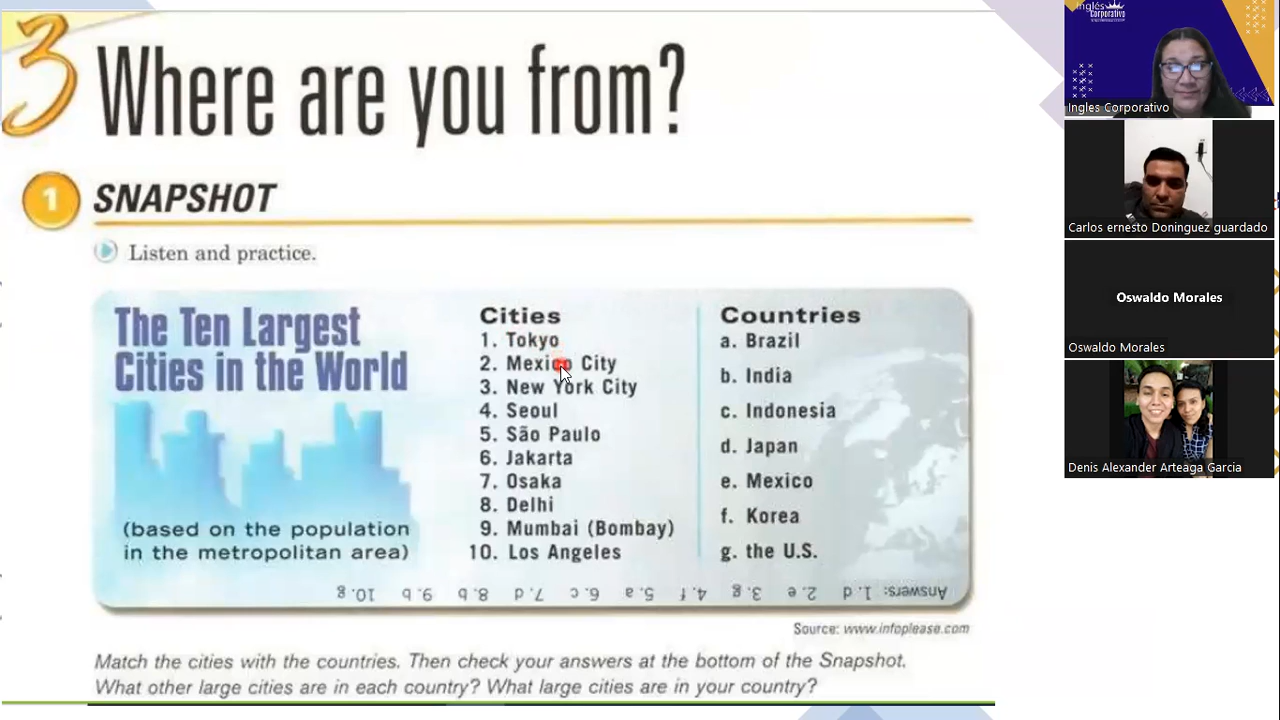 3 Where are you from?
1 SNAPSHOT
Listen and practice.
The Ten Largest
Cities in the World
(based on the population
in the metropolitan area)
Cities
1. Tokyo
2. Mexico City
3. New York City
4. Seoul
5. São Paulo
6. Jakarta
7. Osaka
8. Delhi
9. Mumbai (Bombay)
10. Los Angeles
Countries
a. Brazil
b. India
c. Indonesia
d. Japan
e. Mexico
f. Korea
g. the U.S.
Answers: 1. d 2. e 3. g 4. f 5. a 6. c 7. d 8. b 9. b 10. g
Source: www.infoplease.com
Match the cities with the countries. Then check your answers at the bottom of the Snapshot.
What other large cities are in each country? What large cities are in your country?
Inglés
Corporativo
Ingles Corporativo
Carlos ernesto Doninguez guardado
Oswaldo Morales
Oswaldo Morales
Denis Alexander Arteaga Garcia